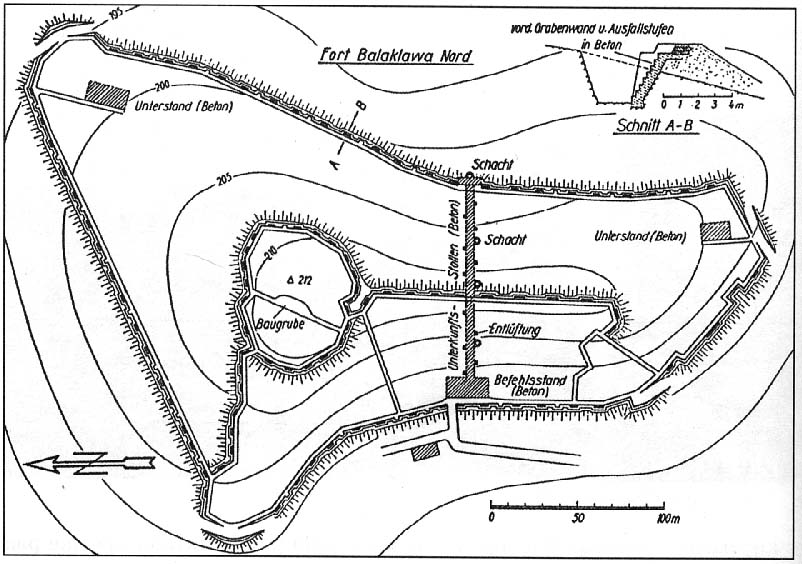 195
Fort Balaklawa Nord
vord. Grabenwand u. Ausfallstufen
in Beton
0 1 2 3 4m
Schnitt A-B
200
Unterstand (Beton)
B
A
Schacht
205
Unterkunfts-Stollen (Beton)
Schacht
Unterstand (Beton)
210
△ 212
Baugrube
Entlüftung
Befehlsstand
(Beton)
N
0 50 100m